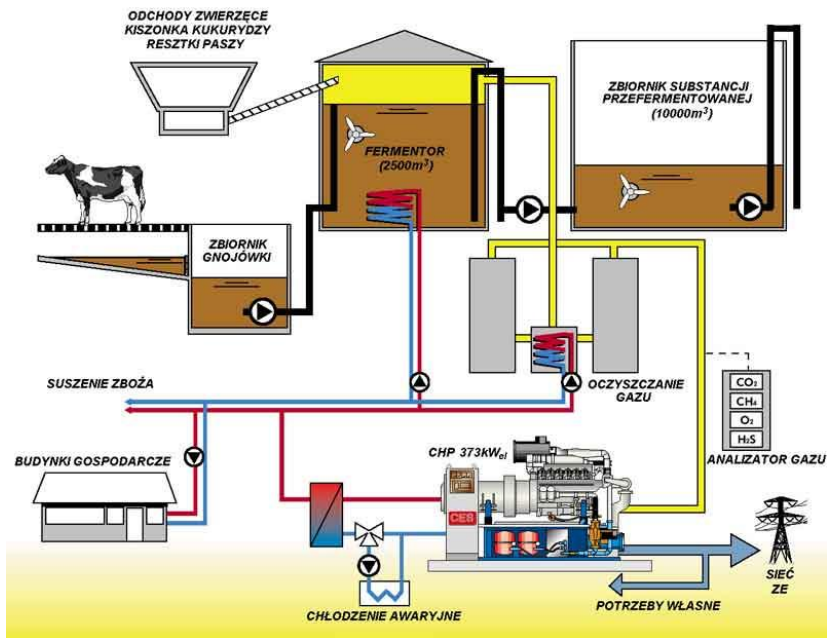 ODCHODY ZWIERZĘCE
KISZONKA KUKURYDZY
RESZTKI PASZY
ZBIORNIK SUBSTANCJI
PRZEFERMENTOWANEJ
(10000m³)
FERMENTOR
(2500m³)
ZBIORNIK
GNOJÓWKI
SUSZENIE ZBOŻA
OCZYSZCZANIE
GAZU
CO₂
CH₄
O₂
H₂S
ANALIZATOR GAZU
BUDYNKI GOSPODARCZE
CHP 373kWel
CES
SIEĆ
ZE
POTRZEBY WŁASNE
CHŁODZENIE AWARYJNE